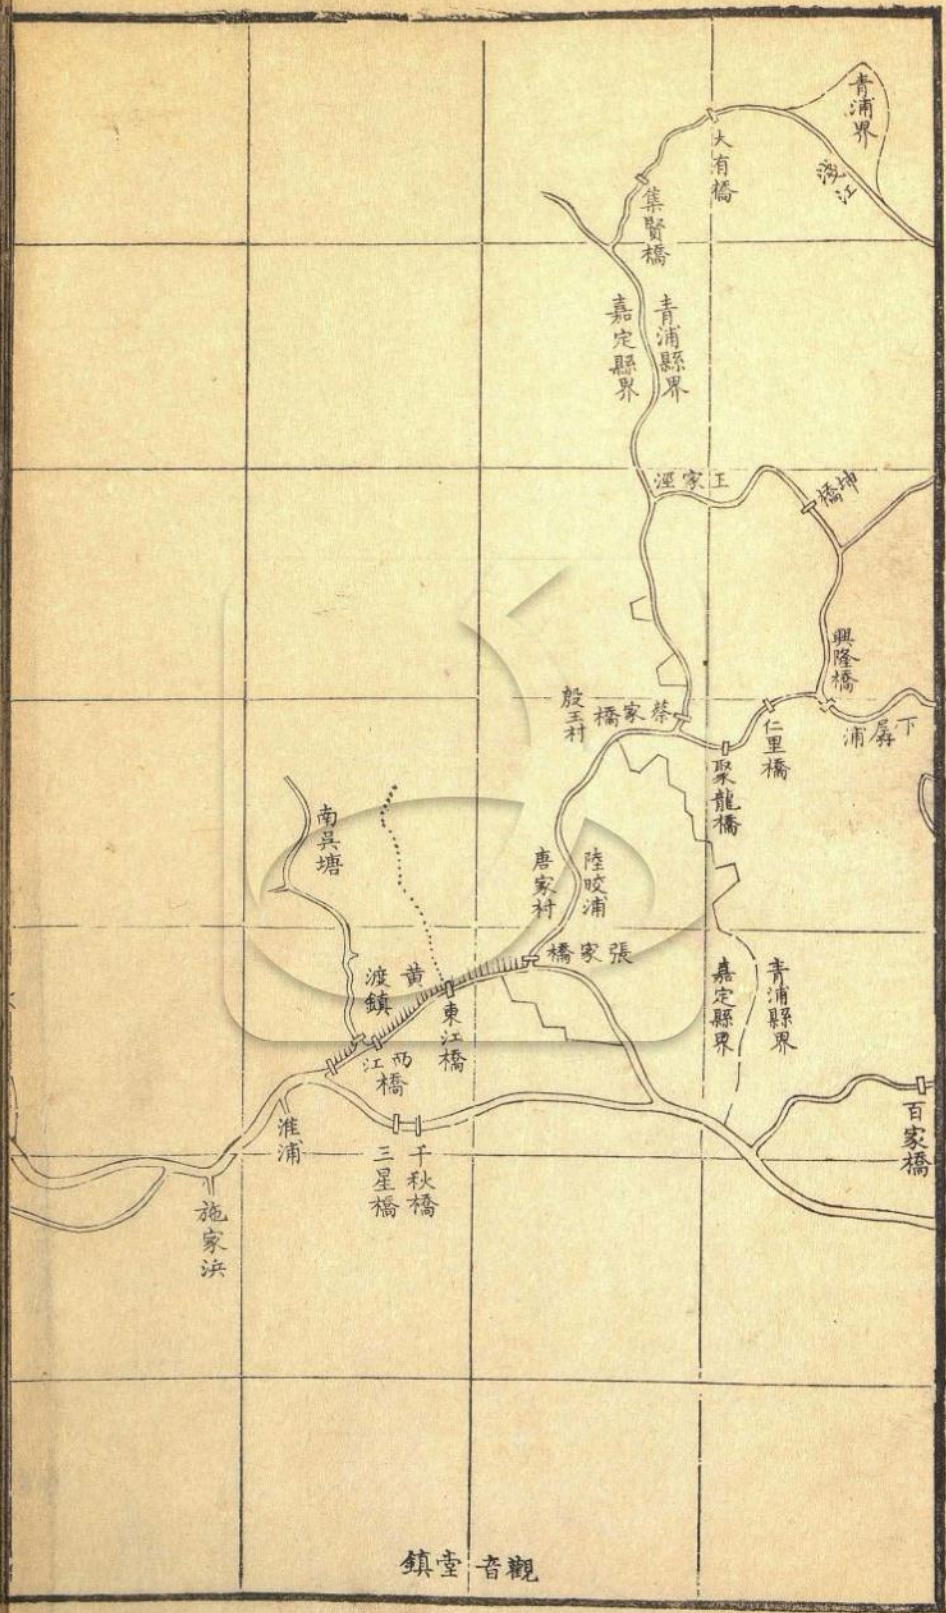 青浦界
淺江
大有橋
集賢橋
青浦縣界
嘉定縣界
王家涇
坤橋
興隆橋
下孱浦
仁里橋
聚龍橋
蔡家橋
殷王村
陸皎浦
唐家村
南吳塘
張家橋
黃渡鎮
東江橋
西江橋
青浦縣界
嘉定縣界
百家橋
淮浦
千秋橋
三星橋
施家浜
觀音堂鎮